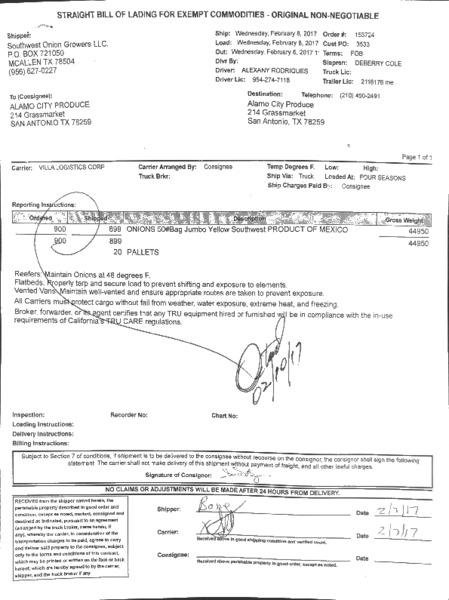 STRAIGHT BILL OF LADING FOR EXEMPT COMMODITIES - ORIGINAL NON-NEGOTIABLE
Shipper:
Southwest Onion Growers LLC.
P.O. BOX 721050
MCALLEN TX 78504
(956) 627-0227
Ship: Wednesday, February 8, 2017 Order #: 153724
Load: Wednesday, February 8, 2017 Cust PO: 3533
Out: Wednesday, February 8, 2017 Terms: FOB
Dlvr By: Slsprsn: DEBERRY COLE
Driver: ALEXANY RODRIQUES Truck Lic:
Driver Lic: 954-274-7118 Trailer Lic: 2116176 me
To (Consignee):
ALAMO CITY PRODUCE
214 Grassmarket
SAN ANTONIO TX 78259
Destination: Telephone: (210) 490-2491
Alamo City Produce
214 Grassmarket
San Antonio, TX 78259
Page 1 of 1
Carrier: VILLA LOGISTICS CORP Carrier Arranged By: Consignee Temp Degrees F. Low: High:
Truck Brkr: Ship Via: Truck Loaded At: FOUR SEASONS
Ship Charges Paid By: Consignee
Reporting Instructions:
Ordered Shipped Description Gross Weight
900 899 ONIONS 50#Bag Jumbo Yellow Southwest PRODUCT OF MEXICO 44950
900 899 44950
20 PALLETS
Reefers: Maintain Onions at 48 degrees F.
Flatbeds: Properly tarp and secure load to prevent shifting and exposure to elements.
Vented Vans: Maintain well-vented and ensure appropriate routes are taken to prevent exposure.
All Carriers must protect cargo without fail from weather, water exposure, extreme heat, and freezing.
Broker, forwarder, or its agent certifies that any TRU equipment hired or furnished will be in compliance with the in-use
requirements of California's TRU CARE regulations.
Inspection: Recorder No: Chart No:
Loading Instructions:
Delivery Instructions:
Billing Instructions:
Subject to Section 7 of conditions, if shipment is to be delivered to the consignee without recourse on the consignor, the consignor shall sign the following
statement: The carrier shall not make delivery of this shipment without payment of freight, and all other lawful charges.
Signature of Consignor:
NO CLAIMS OR ADJUSTMENTS WILL BE MADE AFTER 24 HOURS FROM DELIVERY.
RECEIVED from the shipper named herein, the
perishable property described in good order and
condition, except as noted, marked, consigned and
destined as indicated, pursuant to an agreement
(arranged by the truck broker, name herein, if
any), whereby the carrier, in consideration of the
transportation charges to be paid, agrees to carry
and deliver said property to the consignee, subject
only to the terms and conditions of this contract,
which may be printed or written on the face or back
hereof, which are hereby agreed to by the carrier,
shipper, and the truck broker if any
Shipper: Date 2/7/17
Carrier: Date 2/7/17
Received above in good shipping condition and verified count.
Consignee: Date
Received above perishable property in good order, except as noted.